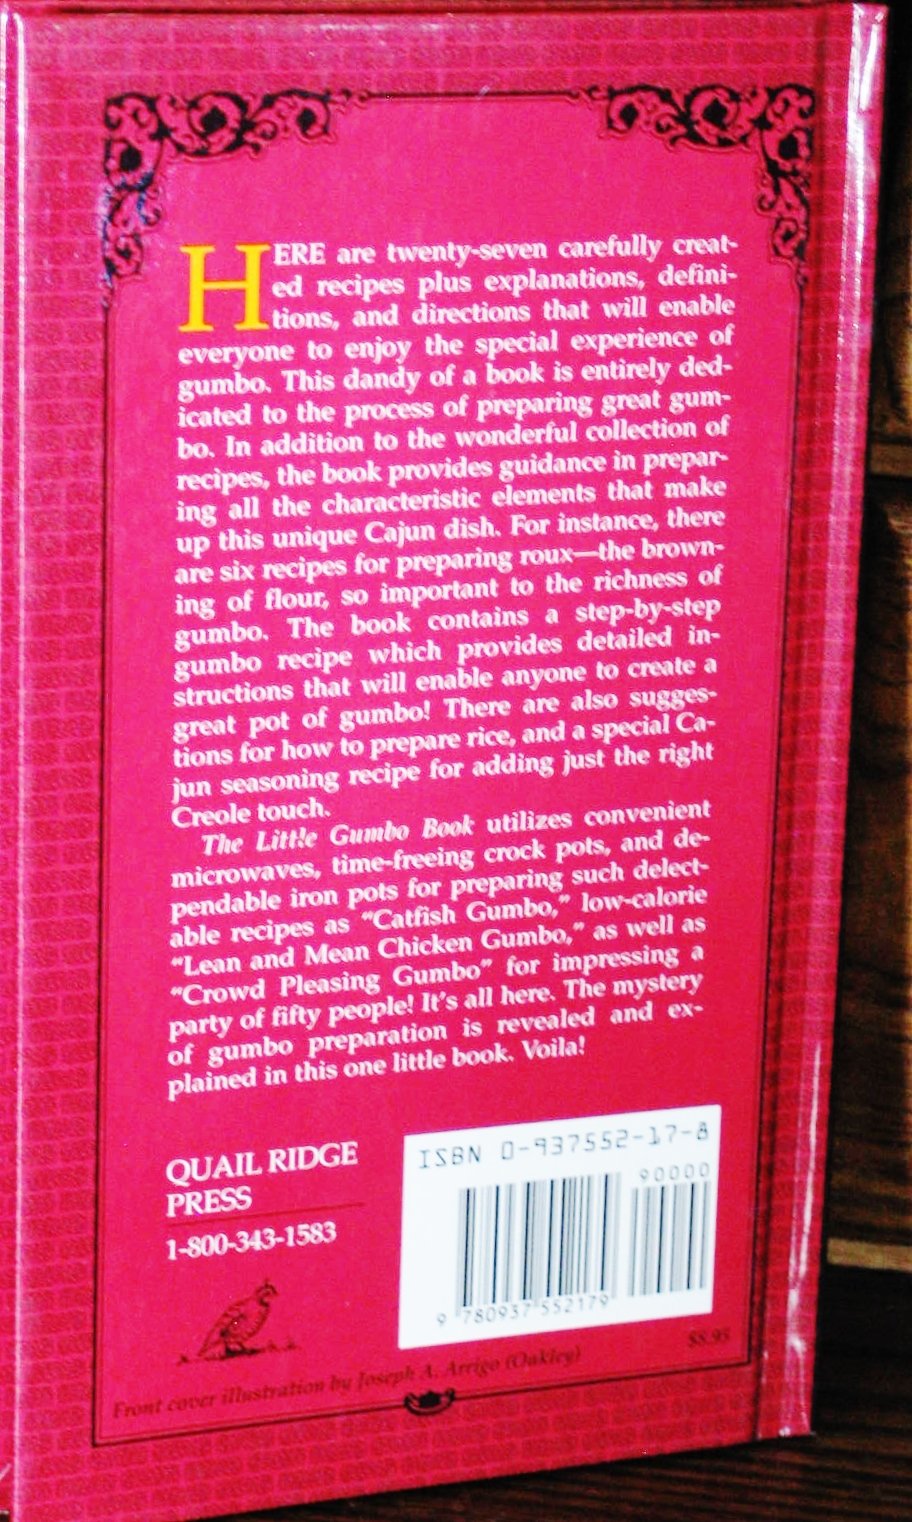 HERE are twenty-seven carefully creat-
ed recipes plus explanations, defini-
tions, and directions that will enable
everyone to enjoy the special experience of
gumbo. This dandy of a book is entirely ded-
icated to the process of preparing great gum-
bo. In addition to the wonderful collection of
recipes, the book provides guidance in prepar-
ing all the characteristic elements that make
up this unique Cajun dish. For instance, there
are six recipes for preparing roux—the brown-
ing of flour, so important to the richness of
gumbo. The book contains a step-by-step
gumbo recipe which provides detailed in-
structions that will enable anyone to create a
great pot of gumbo! There are also sugges-
tions for how to prepare rice, and a special Ca-
jun seasoning recipe for adding just the right
Creole touch.
The Little Gumbo Book utilizes convenient
microwaves, time-freeing crock pots, and de-
pendable iron pots for preparing such delect-
able recipes as “Catfish Gumbo,” low-calorie
“Lean and Mean Chicken Gumbo,” as well as
“Crowd Pleasing Gumbo” for impressing a
party of fifty people! It's all here. The mystery
of gumbo preparation is revealed and ex-
plained in this one little book. Voila!
QUAIL RIDGE
PRESS
1-800-343-1583
ISBN 0-937552-17-8
90000
9 780937 552179
$8.95
Front cover illustration by Joseph A. Arrigo (Oakley)